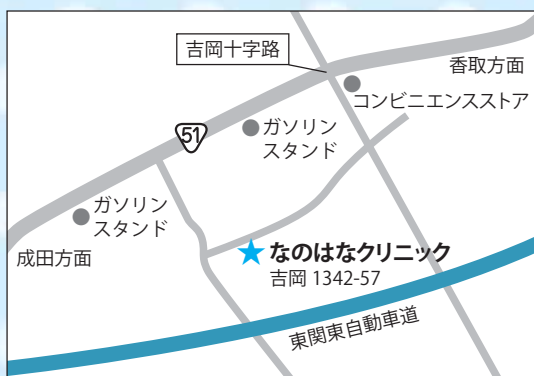 吉岡十字路
香取方面
コンビニエンスストア
ガソリン
スタンド
51
ガソリン
スタンド
成田方面
なのはなクリニック
吉岡 1342-57
東関東自動車道